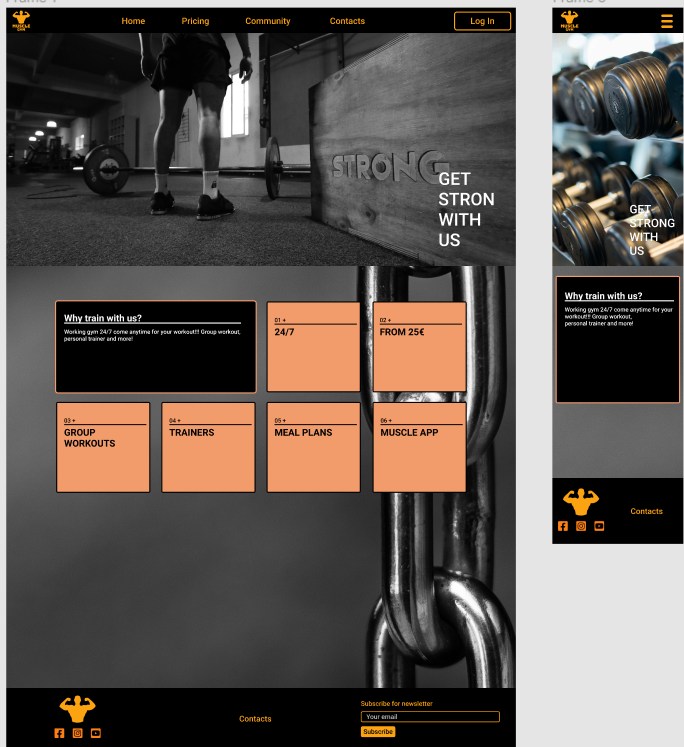 MUSCLE
GYM
Home
Pricing
Community
Contacts
Log In
STRONG
GET
STRON
WITH
US
Why train with us?
Working gym 24/7 come anytime for your workout!!! Group workout,
personal trainer and more!
01 +
24/7
02 +
FROM 25€
03 +
GROUP
WORKOUTS
04 +
TRAINERS
05 +
MEAL PLANS
06 +
MUSCLE APP
Contacts
Subscribe for newsletter
Your email
Subscribe
MUSCLE
GYM
GET
STRONG
WITH
US
Why train with us?
Working gym 24/7 come anytime for your
workout!!! Group workout,
personal trainer and more!
Contacts